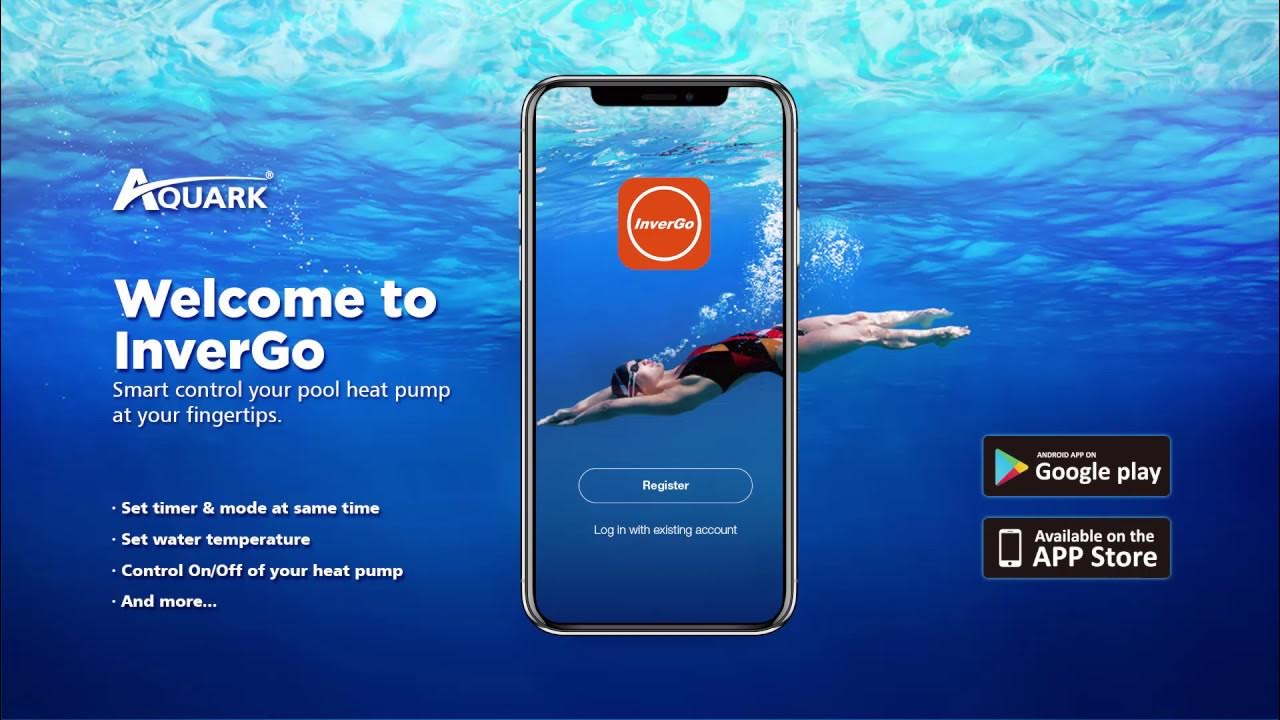 AQUARK®
Welcome to
InverGo
Smart control your pool heat pump
at your fingertips.
· Set timer & mode at same time
· Set water temperature
· Control On/Off of your heat pump
· And more...
InverGo
Register
Log in with existing account
ANDROID APP ON
Google play
Available on the
APP Store